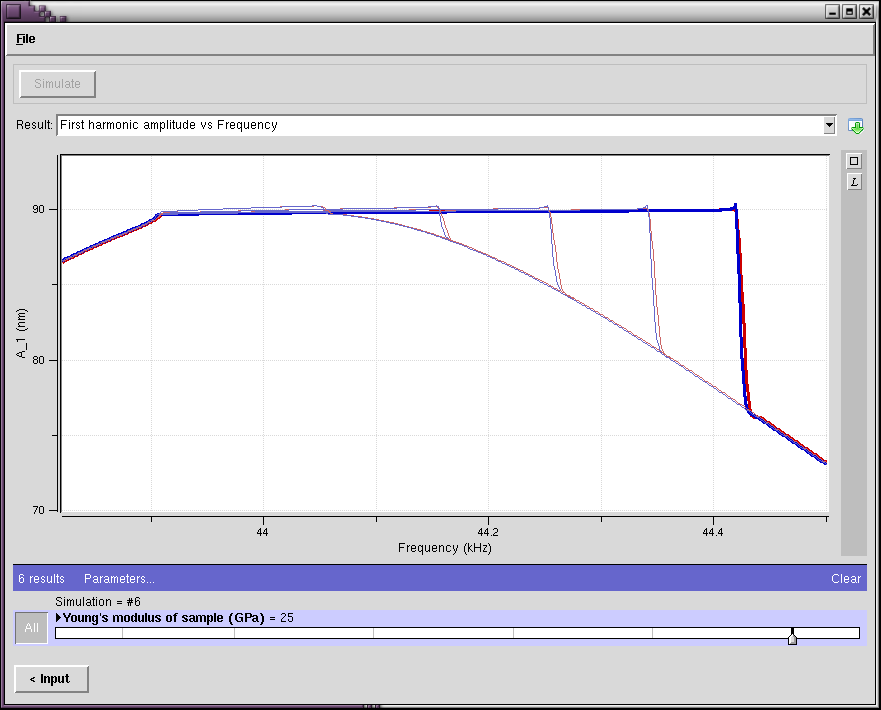 File
Simulate
Result: First harmonic amplitude vs Frequency
L
90
80
70
A_1 (nm)
44
44.2
44.4
Frequency (kHz)
6 results Parameters... Clear
Simulation = #6
All
Young's modulus of sample (GPa) = 25
< Input